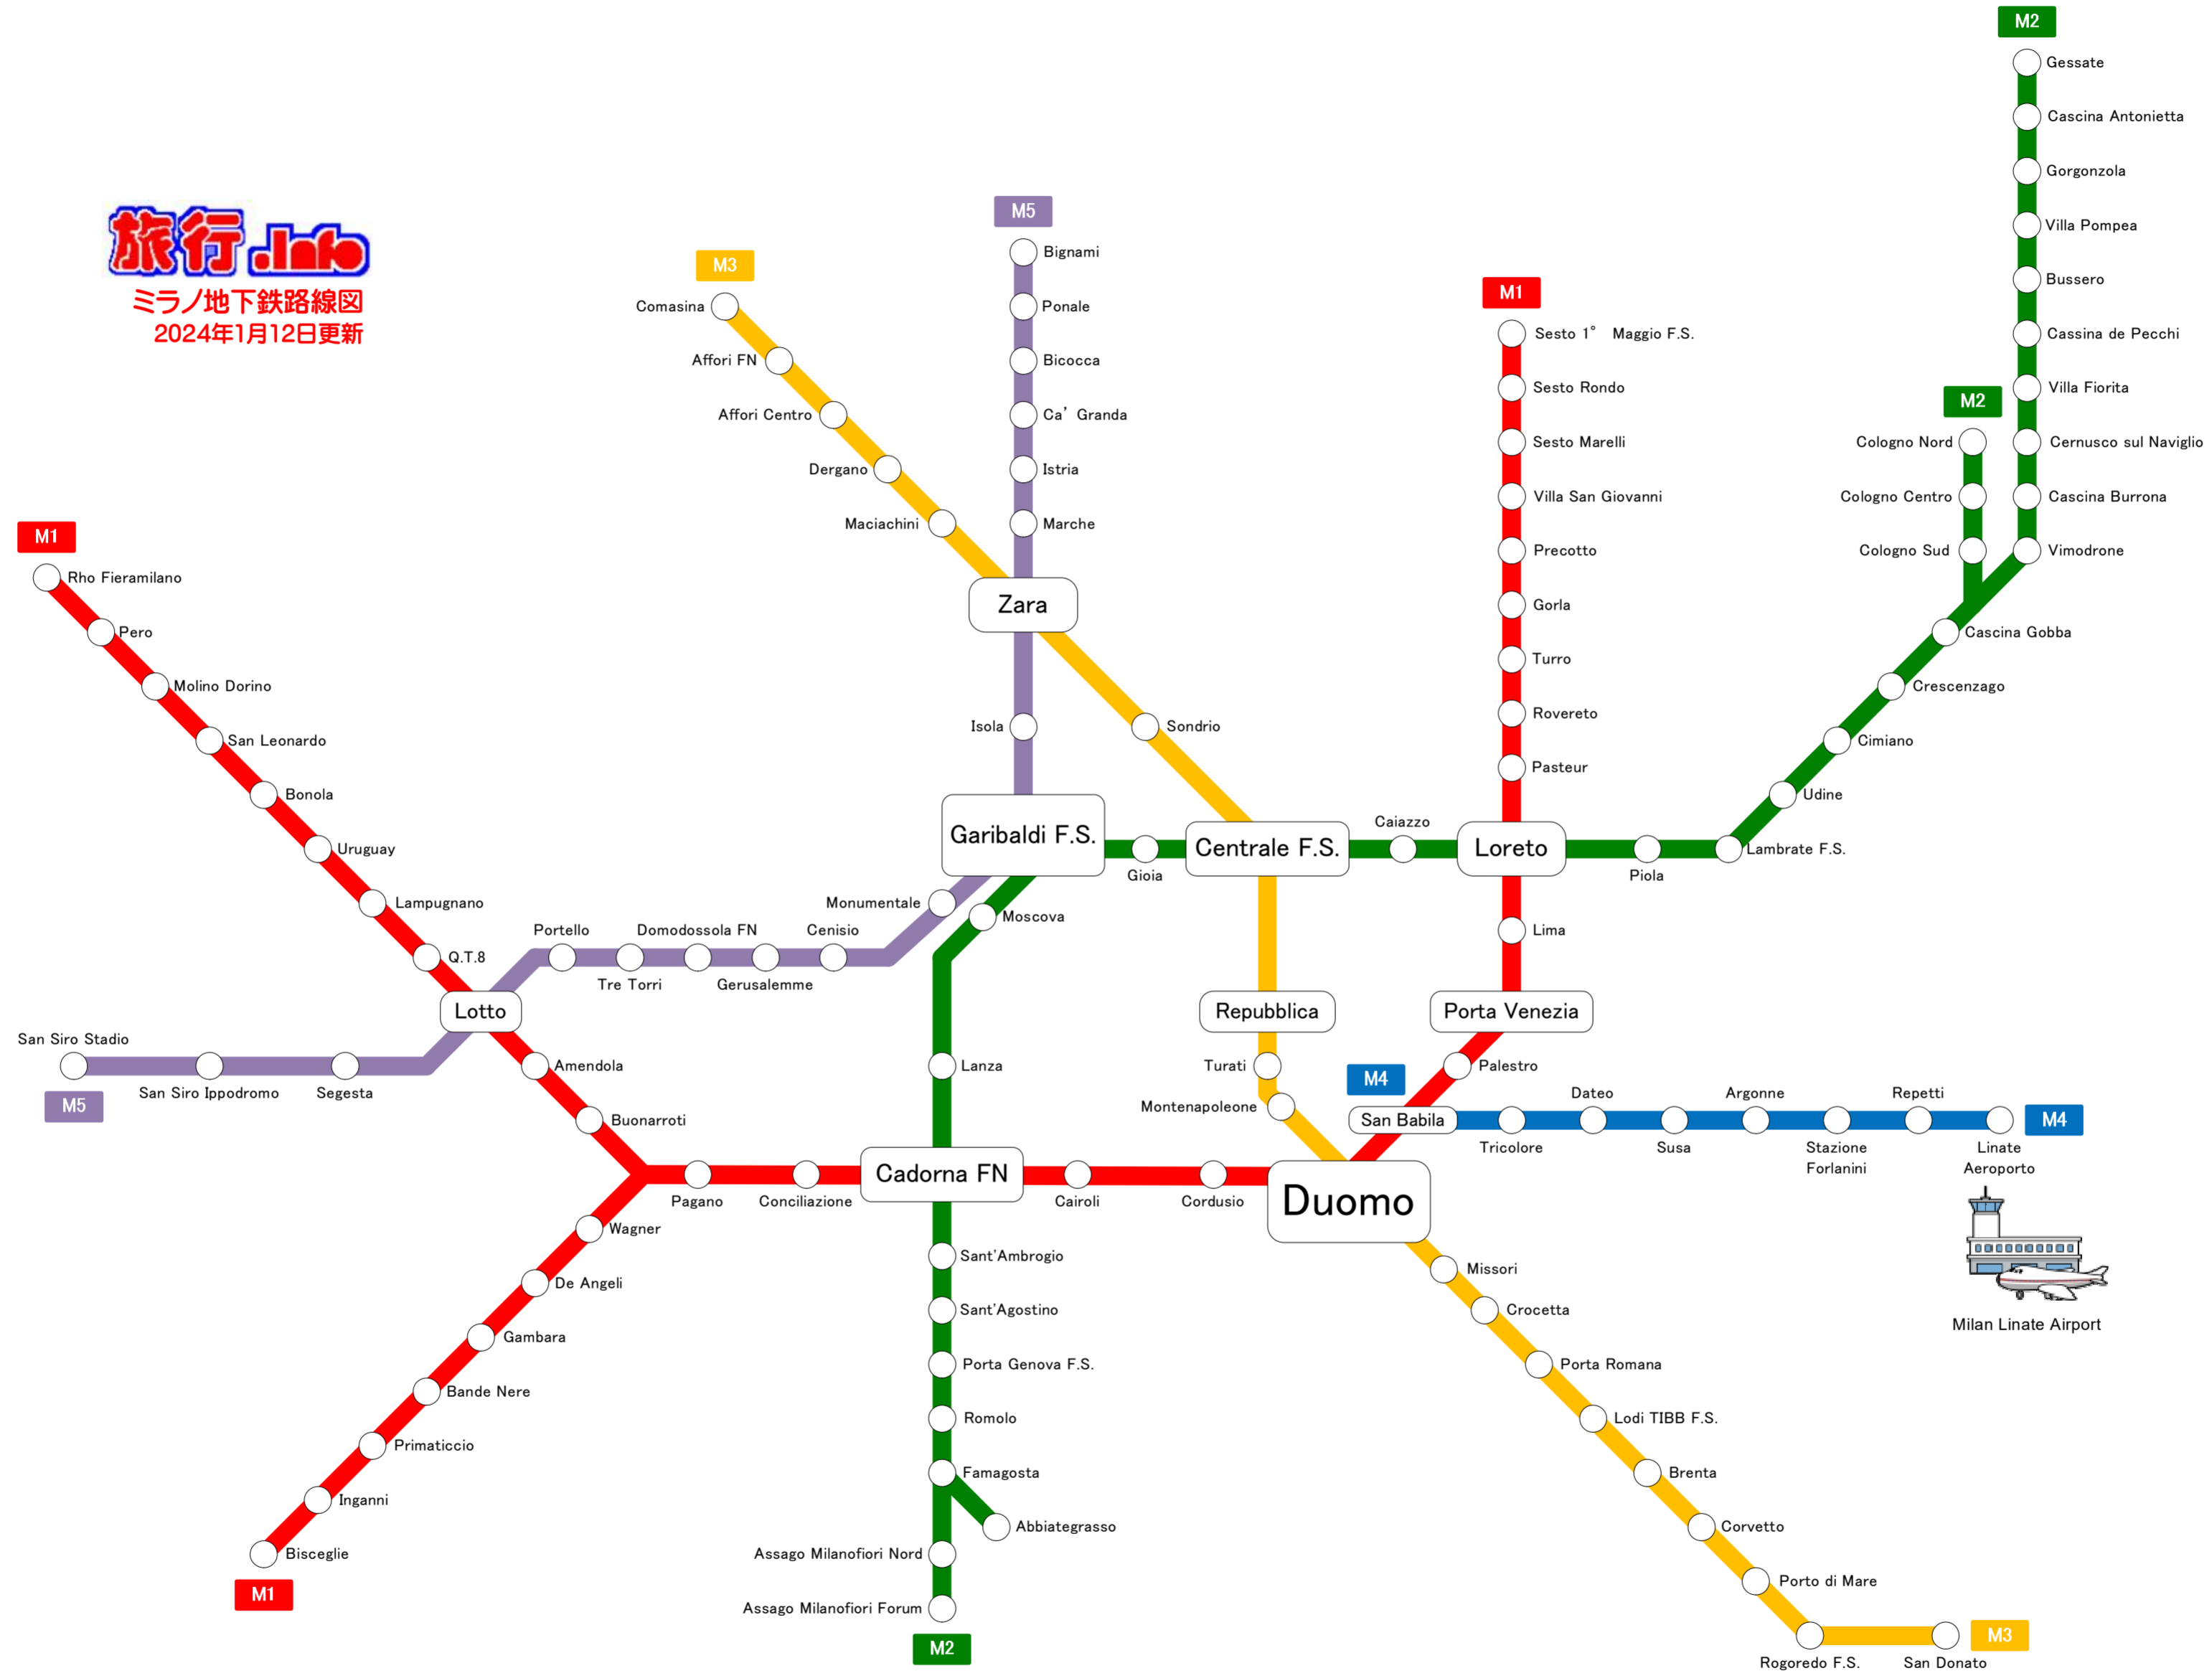 M2
Gessate
Cascina Antonietta
Gorgonzola
Villa Pompea
Bussero
Cassina de Pecchi
Villa Fiorita
Cernusco sul Naviglio
Cascina Burrona
Vimodrone
M2
Cologno Nord
Cologno Centro
Cologno Sud
Cascina Gobba
Crescenzago
Cimiano
Udine
Lambrate F.S.
Piola
旅行.Info
ミラノ地下鉄路線図
2024年1月12日更新
M5
Bignami
Ponale
Bicocca
Ca’ Granda
Istria
Marche
M3
Comasina
Affori FN
Affori Centro
Dergano
Maciachini
Zara
Isola
Sondrio
M1
Sesto 1° Maggio F.S.
Sesto Rondo
Sesto Marelli
Villa San Giovanni
Precotto
Gorla
Turro
Rovereto
Pasteur
M1
Rho Fieramilano
Pero
Molino Dorino
San Leonardo
Bonola
Uruguay
Lampugnano
Q.T.8
Lotto
Garibaldi F.S.
Gioia
Centrale F.S.
Caiazzo
Loreto
Lima
Monumentale
Moscova
Portello
Tre Torri
Domodossola FN
Gerusalemme
Cenisio
San Siro Stadio
M5
San Siro Ippodromo
Segesta
Amendola
Buonarroti
Lanza
Repubblica
Turati
Montenapoleone
Porta Venezia
Palestro
M4
San Babila
Tricolore
Dateo
Susa
Argonne
Stazione
Forlanini
Repetti
Linate
Aeroporto
M4
Milan Linate Airport
Pagano
Conciliazione
Cadorna FN
Cairoli
Cordusio
Duomo
Wagner
De Angeli
Gambara
Bande Nere
Primaticcio
Inganni
Bisceglie
M1
Sant'Ambrogio
Sant'Agostino
Porta Genova F.S.
Romolo
Famagosta
Abbiategrasso
Assago Milanofiori Nord
Assago Milanofiori Forum
M2
Missori
Crocetta
Porta Romana
Lodi TIBB F.S.
Brenta
Corvetto
Porto di Mare
Rogoredo F.S.
San Donato
M3